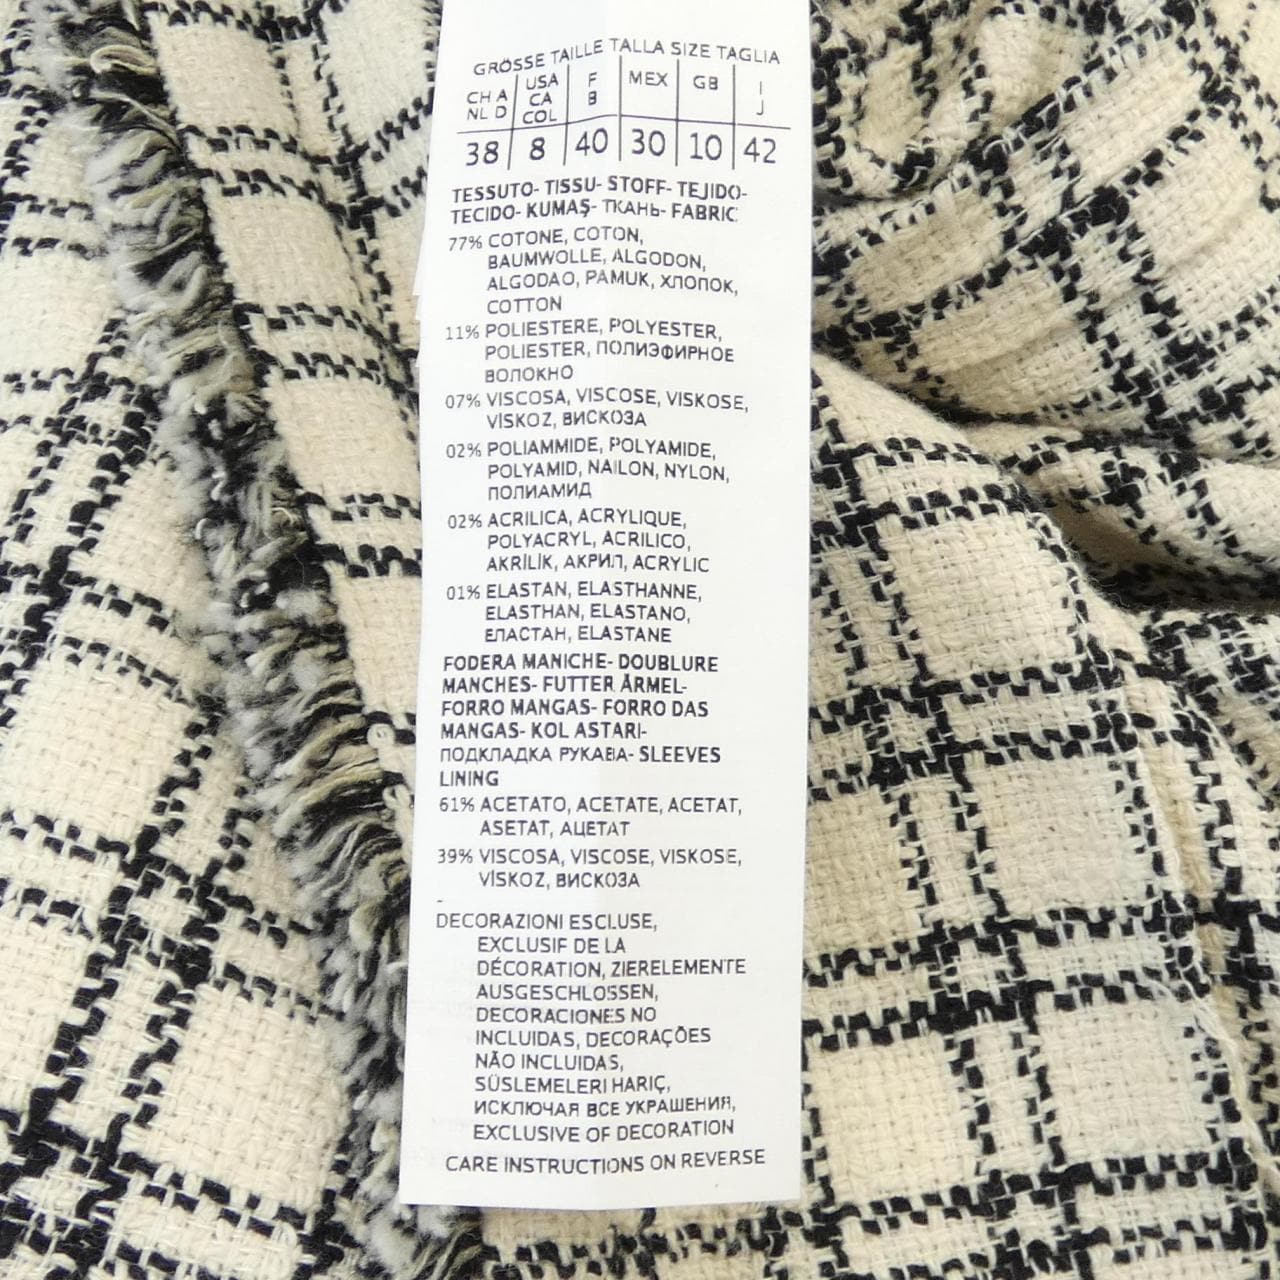 GRÖSSE TAILLE TALLA SIZE TAGLIA
CH A NL D | USA CA COL | F B | MEX | GB | I J
38 | 8 | 40 | 30 | 10 | 42
TESSUTO- TISSU- STOFF- TEJIDO-
TECIDO- KUMAŞ- ТКАНЬ- FABRIC
77% COTONE, COTON,
BAUMWOLLE, ALGODON,
ALGODAO, PAMUK, ХЛОПОК,
COTTON
11% POLIESTERE, POLYESTER,
POLIESTER, ПОЛИЭФИРНОЕ
ВОЛОКНО
07% VISCOSA, VISCOSE, VISKOSE,
VİSKOZ, ВИСКОЗА
02% POLIAMMIDE, POLYAMIDE,
POLYAMID, NAILON, NYLON,
ПОЛИАМИД
02% ACRILICA, ACRYLIQUE,
POLYACRYL, ACRILICO,
AKRİLİK, АКРИЛ, ACRYLIC
01% ELASTAN, ELASTHANNE,
ELASTHAN, ELASTANO,
ЕЛАСТАН, ELASTANE
FODERA MANICHE- DOUBLURE
MANCHES- FUTTER ÄRMEL-
FORRO MANGAS- FORRO DAS
MANGAS- KOL ASTARI-
ПОДКЛАДКА РУКАВА- SLEEVES
LINING
61% ACETATO, ACETATE, ACETAT,
ASETAT, АЦЕТАТ
39% VISCOSA, VISCOSE, VISKOSE,
VİSKOZ, ВИСКОЗА
-
DECORAZIONI ESCLUSE,
EXCLUSIF DE LA
DÉCORATION, ZIERELEMENTE
AUSGESCHLOSSEN,
DECORACIONES NO
INCLUIDAS, DECORAÇÕES
NÃO INCLUIDAS,
SÜSLEMELERI HARIÇ,
ИСКЛЮЧАЯ ВСЕ УКРАШЕНИЯ,
EXCLUSIVE OF DECORATION
CARE INSTRUCTIONS ON REVERSE